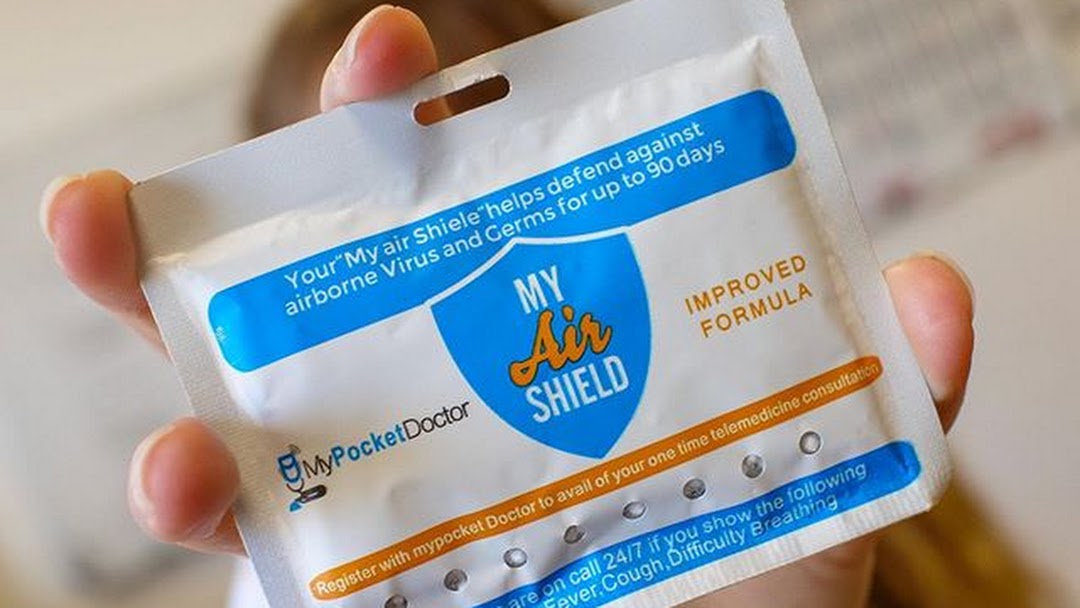 Your"My air Shiele"helps defend against
airborne Virus and Germs for up to 90 days
MY
Air
SHIELD
IMPROVED
FORMULA
MyPocketDoctor
Register with mypocket Doctor to avail of your one time telemedicine consultation
are on call 24/7 if you show the following
Fever,Cough,Difficulty Breathing